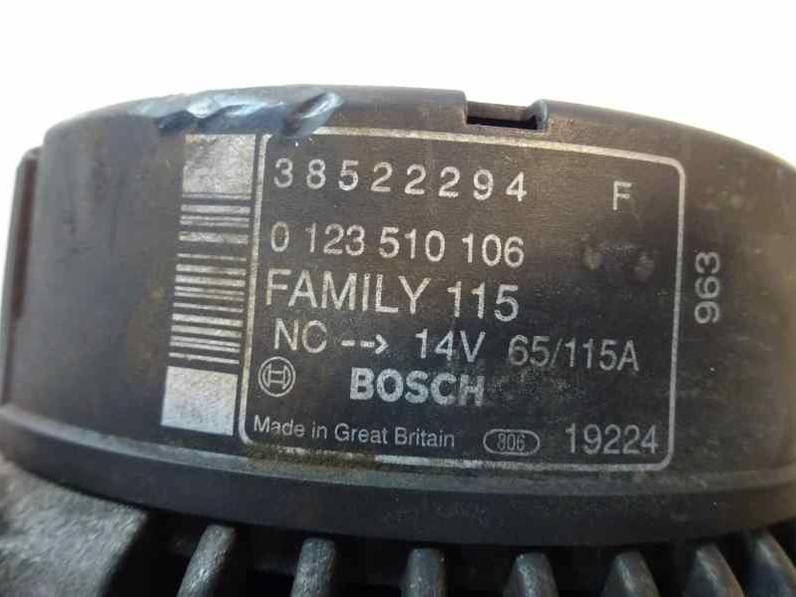 38522294 F
0 123 510 106
FAMILY 115
NC --> 14V 65/115A
BOSCH
Made in Great Britain 806 19224
963